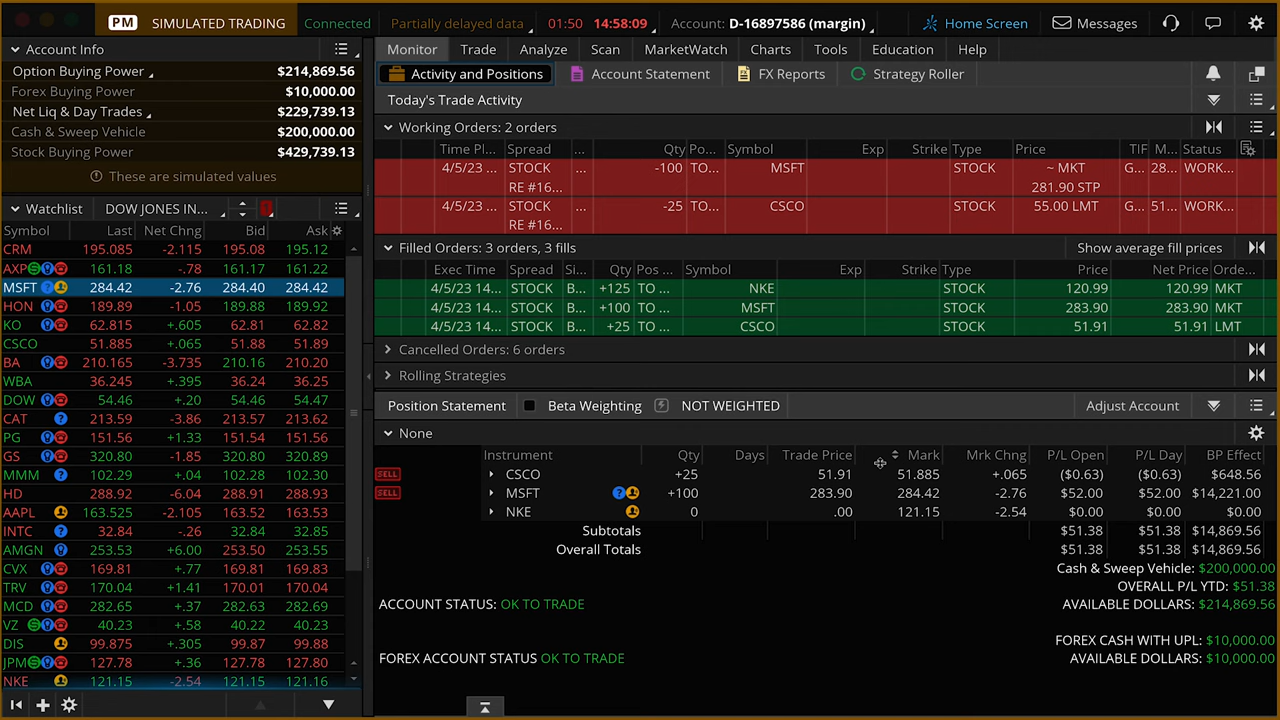 PM SIMULATED TRADING Connected Partially delayed data 01:50 14:58:09 Account: D-16897586 (margin) Home Screen Messages
Account Info
Option Buying Power $214,869.56
Forex Buying Power $10,000.00
Net Liq & Day Trades $229,739.13
Cash & Sweep Vehicle $200,000.00
Stock Buying Power $429,739.13
These are simulated values
Watchlist DOW JONES IN...
Symbol Last Net Chng Bid Ask
CRM 195.085 -2.115 195.08 195.12
AXP 161.18 -.78 161.17 161.22
MSFT 284.42 -2.76 284.40 284.42
HON 189.89 -1.105 189.88 189.92
KO 62.815 +.605 62.81 62.82
CSCO 51.885 +.065 51.88 51.89
BA 210.165 -3.735 210.16 210.20
WBA 36.245 +.395 36.24 36.25
DOW 54.46 +.20 54.46 54.47
CAT 213.59 -3.86 213.57 213.62
PG 151.56 +1.33 151.54 151.56
GS 320.80 -1.85 320.80 320.89
MMM 102.29 +.04 102.28 102.30
HD 288.92 -6.04 288.91 288.92
AAPL 163.525 -2.105 163.52 163.53
INTC 32.84 -.26 32.84 32.85
AMGN 253.53 +6.00 253.50 253.55
CVX 169.81 +.77 169.81 169.83
TRV 170.04 +1.41 170.01 170.04
MCD 282.65 +.37 282.63 282.69
VZ 40.23 +.58 40.22 40.23
DIS 99.875 +.305 99.87 99.88
JPM 127.78 +.36 127.78 127.80
NKE 121.15 -2.54 121.15 121.16
Monitor Trade Analyze Scan MarketWatch Charts Tools Education Help
Activity and Positions Account Statement FX Reports Strategy Roller
Today's Trade Activity
Working Orders: 2 orders
Time Pl... Spread ... Qty Po... Symbol Exp Strike Type Price TIF M... Status
4/5/23 ... STOCK -100 TO... MSFT STOCK ~ MKT G... 28... WORK...
RE #16... 281.90 STP
4/5/23 ... STOCK -25 TO... CSCO STOCK 55.00 LMT G... 51... WORK...
RE #16...
Filled Orders: 3 orders, 3 fills Show average fill prices
Exec Time Spread Si... Qty Pos ... Symbol Exp Strike Type Price Net Price Orde...
4/5/23 14... STOCK B... +125 TO ... NKE STOCK 120.99 120.99 MKT
4/5/23 14... STOCK B... +100 TO ... MSFT STOCK 283.90 283.90 MKT
4/5/23 14... STOCK B... +25 TO ... CSCO STOCK 51.91 51.91 LMT
Cancelled Orders: 6 orders
Rolling Strategies
Position Statement Beta Weighting NOT WEIGHTED Adjust Account
None
Instrument Qty Days Trade Price Mark Mrk Chng P/L Open P/L Day BP Effect
SELL CSCO +25 51.91 51.885 +.065 ($0.63) ($0.63) $648.56
SELL MSFT +100 283.90 284.42 -2.76 $52.00 $52.00 $14,221.00
NKE 0 .00 121.15 -2.54 $0.00 $0.00 $0.00
Subtotals $51.38 $51.38 $14,869.56
Overall Totals $51.38 $51.38 $14,869.56
Cash & Sweep Vehicle: $200,000.00
OVERALL P/L YTD: $51.38
ACCOUNT STATUS: OK TO TRADE AVAILABLE DOLLARS: $214,869.56
FOREX CASH WITH UPL: $10,000.00
FOREX ACCOUNT STATUS OK TO TRADE AVAILABLE DOLLARS: $10,000.00